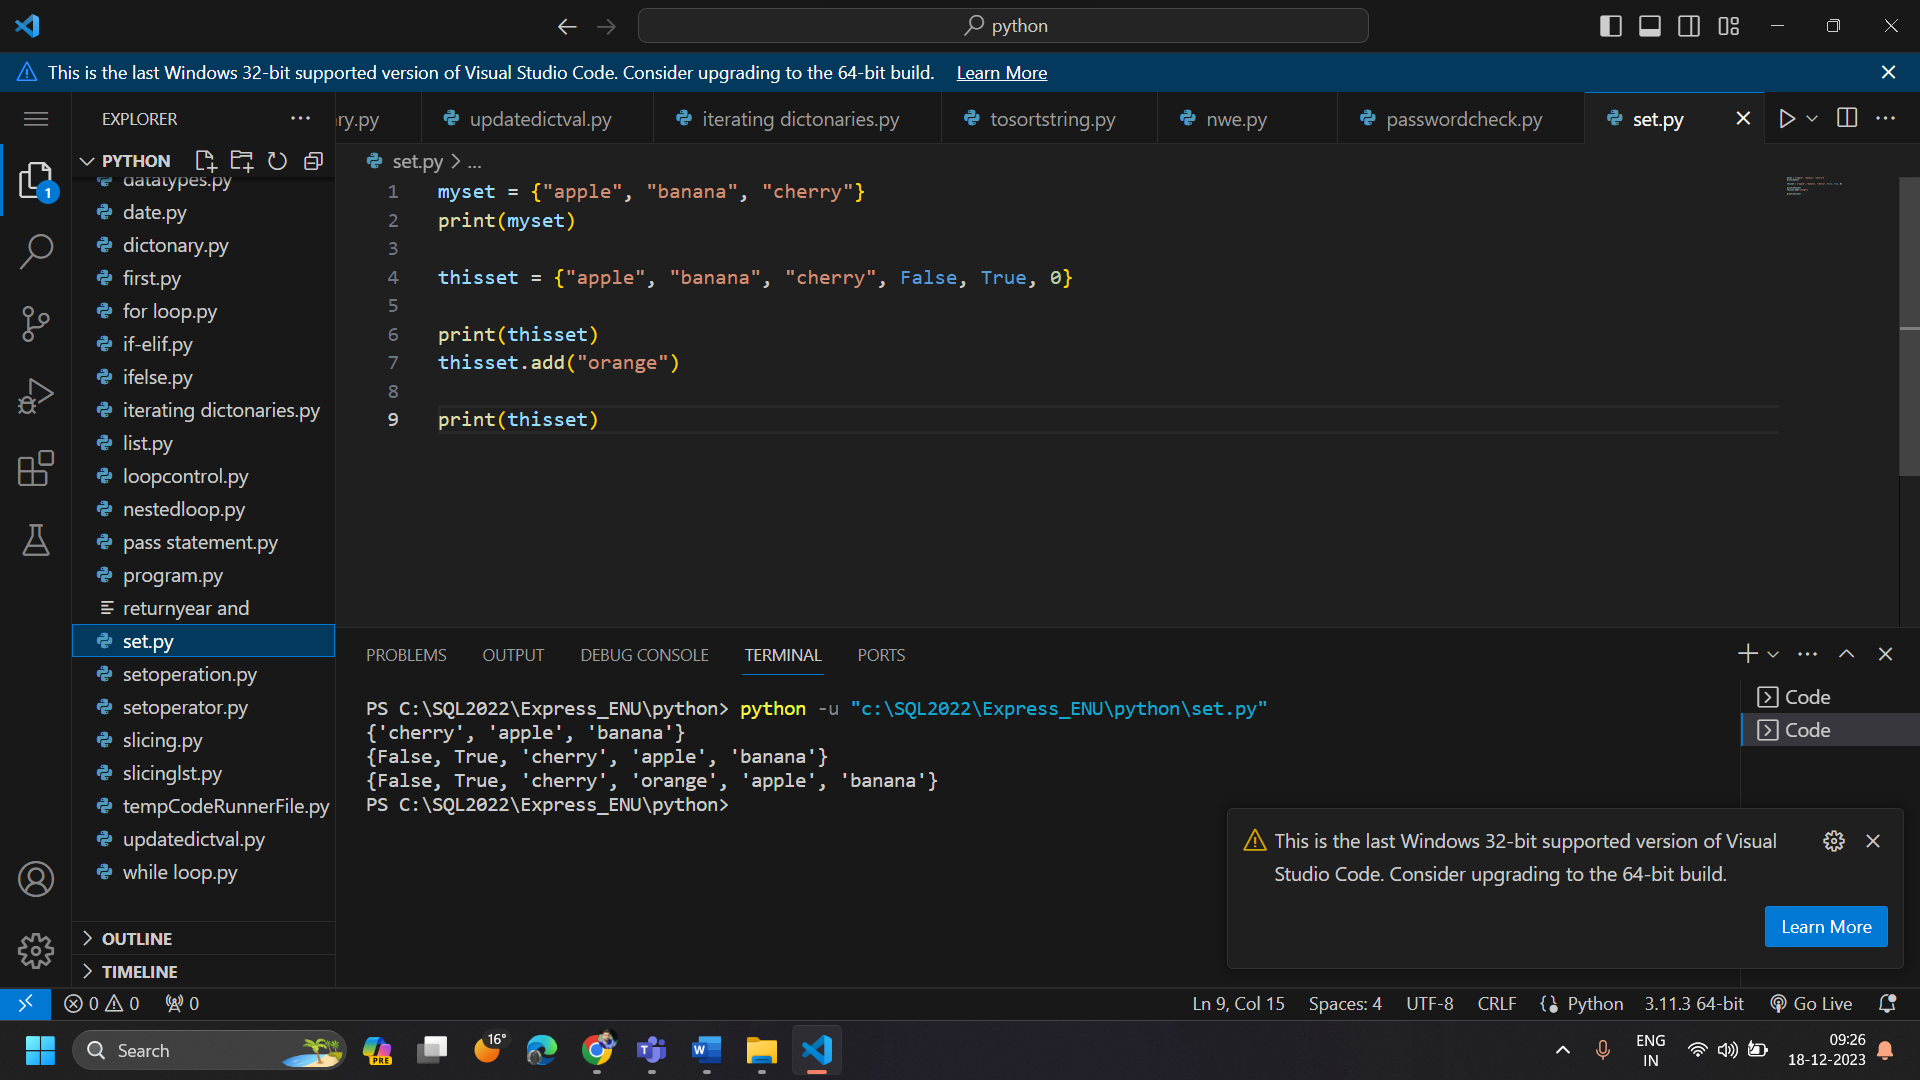 python
This is the last Windows 32-bit supported version of Visual Studio Code. Consider upgrading to the 64-bit build. Learn More
EXPLORER
ry.py
updatedictval.py
iterating dictonaries.py
tosortstring.py
nwe.py
passwordcheck.py
set.py
PYTHON
1
datatypes.py
date.py
dictonary.py
first.py
for loop.py
if-elif.py
ifelse.py
iterating dictonaries.py
list.py
loopcontrol.py
nestedloop.py
pass statement.py
program.py
returnyear and
set.py
setoperation.py
setoperator.py
slicing.py
slicinglst.py
tempCodeRunnerFile.py
updatedictval.py
while loop.py
OUTLINE
TIMELINE
set.py > ...
1 myset = {"apple", "banana", "cherry"}
2 print(myset)
3
4 thisset = {"apple", "banana", "cherry", False, True, 0}
5
6 print(thisset)
7 thisset.add("orange")
8
9 print(thisset)
PROBLEMS OUTPUT DEBUG CONSOLE TERMINAL PORTS
PS C:\SQL2022\Express_ENU\python> python -u "c:\SQL2022\Express_ENU\python\set.py"
{'cherry', 'apple', 'banana'}
{False, True, 'cherry', 'apple', 'banana'}
{False, True, 'cherry', 'orange', 'apple', 'banana'}
PS C:\SQL2022\Express_ENU\python>
Code
Code
This is the last Windows 32-bit supported version of Visual
Studio Code. Consider upgrading to the 64-bit build.
Learn More
0 0 0
Ln 9, Col 15 Spaces: 4 UTF-8 CRLF {} Python 3.11.3 64-bit Go Live
Search
PRE
16°
ENG
IN
09:26
18-12-2023